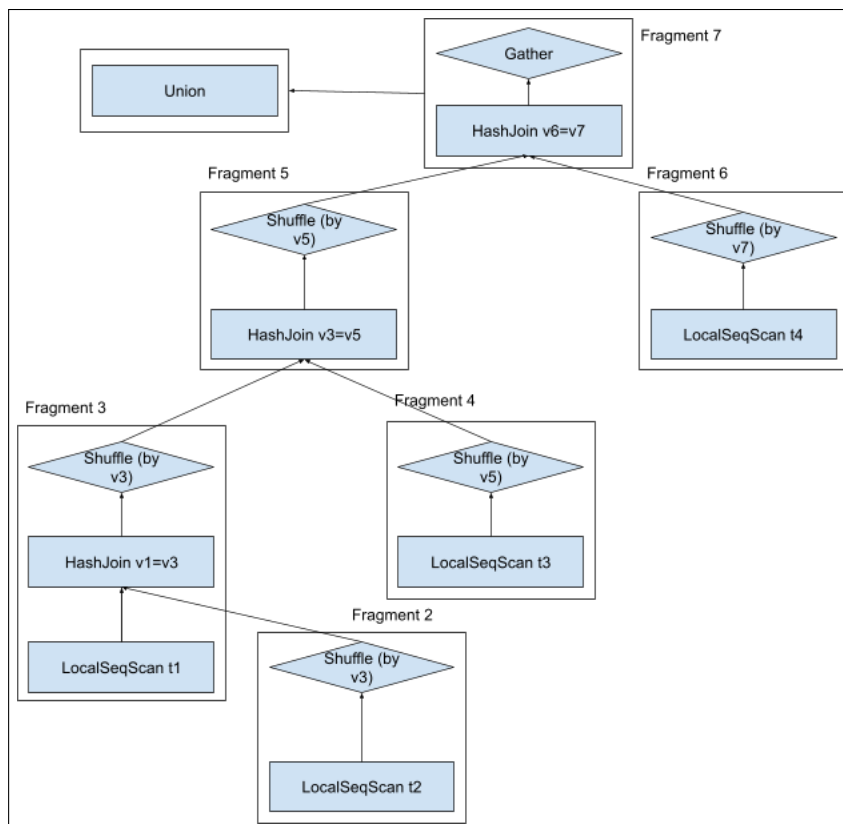 Fragment 7
Gather
Union
HashJoin v6=v7
Fragment 5
Fragment 6
Shuffle (by
v5)
Shuffle (by
v7)
HashJoin v3=v5
LocalSeqScan t4
Fragment 3
Fragment 4
Shuffle (by
v3)
Shuffle (by
v5)
HashJoin v1=v3
LocalSeqScan t3
Fragment 2
LocalSeqScan t1
Shuffle (by
v3)
LocalSeqScan t2